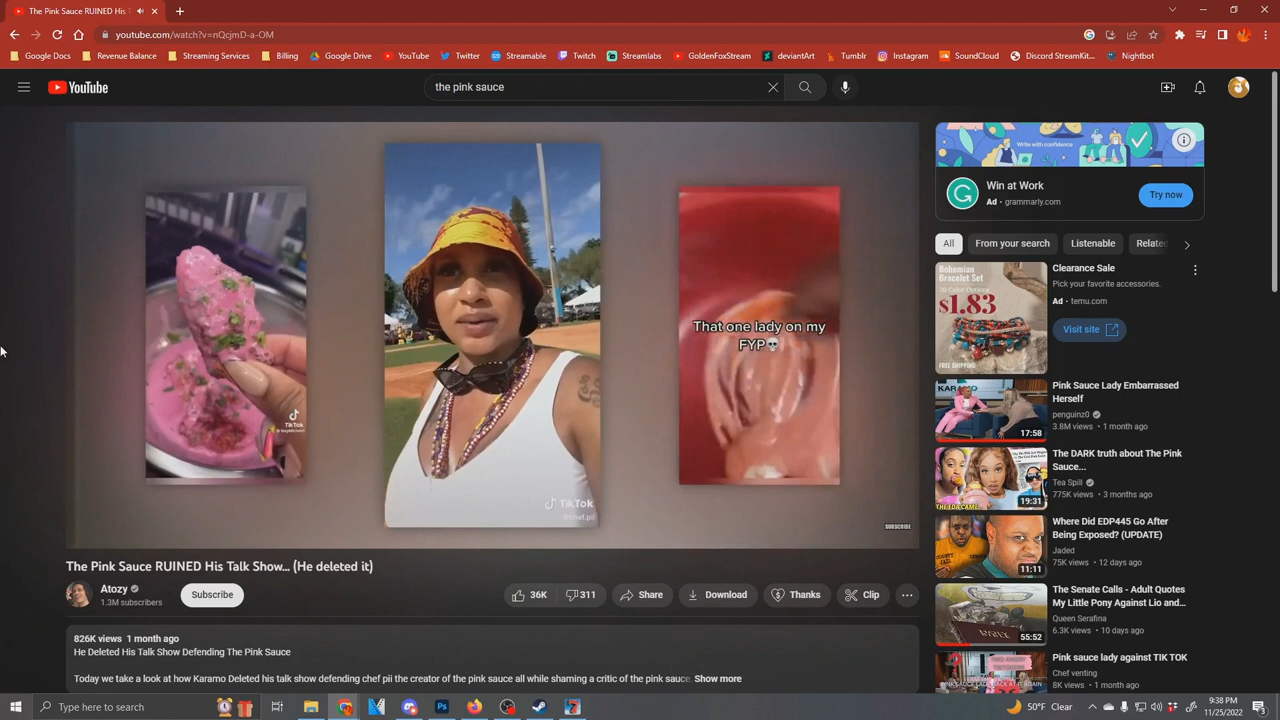 The Pink Sauce RUINED His T
youtube.com/watch?v=nQcjmD-a-OM
Google Docs
Revenue Balance
Streaming Services
Billing
Google Drive
YouTube
Twitter
Streamable
Twitch
Streamlabs
GoldenFoxStream
deviantArt
Tumblr
Instagram
SoundCloud
Discord StreamKit...
Nightbot
YouTube
the pink sauce
That one lady on my
FYP💀
TikTok
TikTok
@chef.pii
SUBSCRIBE
Write with confidence
Win at Work
Ad • grammarly.com
Try now
All
From your search
Listenable
Related
Bohemian
Bracelet Set
$1.83
FREE SHIPPING
Clearance Sale
Pick your favorite accessories.
Ad • temu.com
Visit site
KARAMO
17:58
Pink Sauce Lady Embarrassed
Herself
penguinz0
3.8M views • 1 month ago
19:31
The DARK truth about The Pink
Sauce...
Tea Spill
775K views • 3 months ago
11:11
Where Did EDP445 Go After
Being Exposed? (UPDATE)
Jaded
75K views • 12 days ago
55:52
The Senate Calls - Adult Quotes
My Little Pony Against Lio and...
Queen Serafina
6.3K views • 10 days ago
Pink sauce lady against TIK TOK
Chef venting
8K views • 1 month ago
The Pink Sauce RUINED His Talk Show... (He deleted it)
Atozy
1.3M subscribers
Subscribe
36K
311
Share
Download
Thanks
Clip
826K views 1 month ago
He Deleted His Talk Show Defending The Pink Sauce
Today we take a look at how Karamo Deleted his talk show defending chef pii the creator of the pink sauce all while shaming a critic of the pink sauce Show more
Type here to search
50°F Clear
9:38 PM
11/25/2022
3